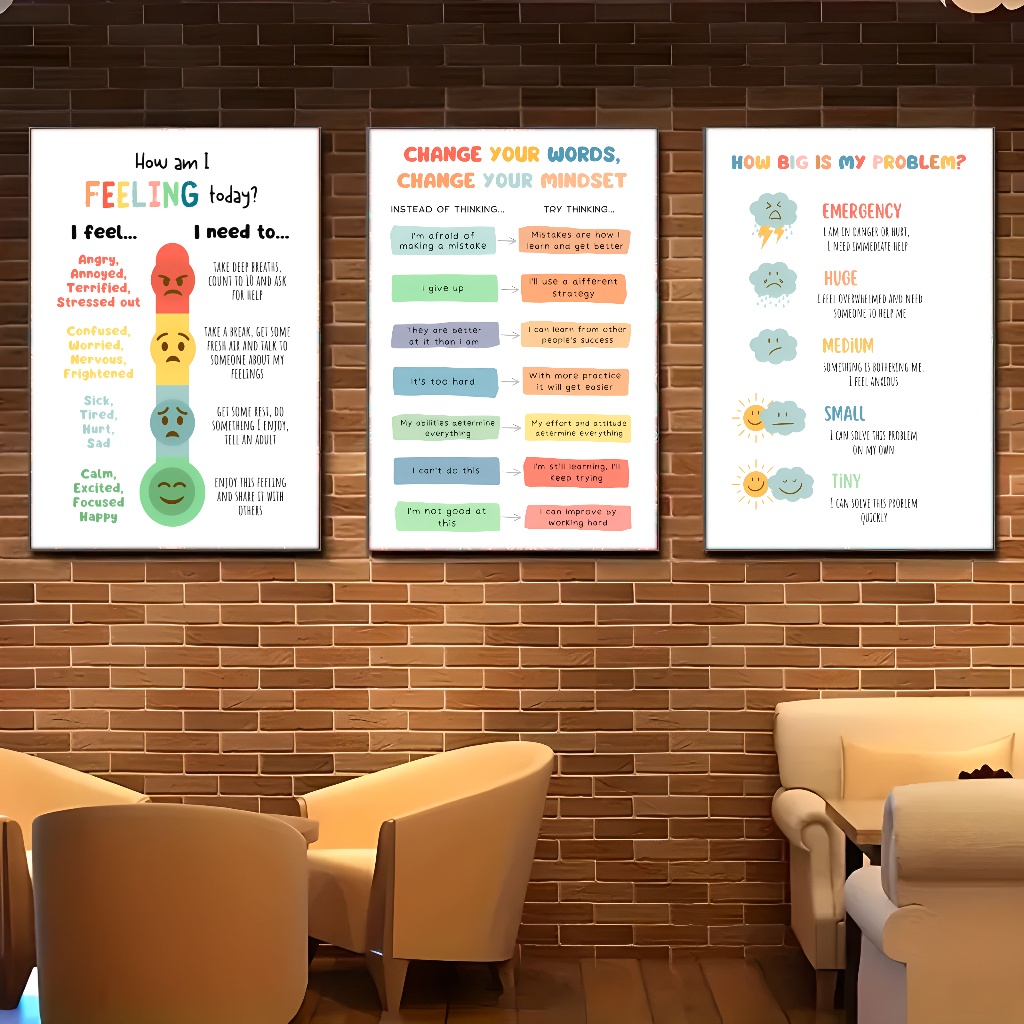 How am I
FEELING today?
I feel...
I need to...
Angry,
Annoyed,
Terrified,
Stressed out
TAKE DEEP BREATHS,
COUNT TO 10 AND ASK
FOR HELP
Confused,
Worried,
Nervous,
Frightened
TAKE A BREAK, GET SOME
FRESH AIR AND TALK TO
SOMEONE ABOUT MY
FEELINGS
Sick,
Tired,
Hurt,
Sad
GET SOME REST, DO
SOMETHING I ENJOY,
TELL AN ADULT
Calm,
Excited,
Focused
Happy
ENJOY THIS FEELING
AND SHARE IT WITH
OTHERS
CHANGE YOUR WORDS,
CHANGE YOUR MINDSET
INSTEAD OF THINKING...
TRY THINKING...
I'm afraid of
making a mistake
Mistakes are how I
learn and get better
I give up
I'll use a different
strategy
They are better
at it than i am
I can learn from other
people's success
It's too hard
With more practice
it will get easier
My abilities determine
everything
My effort and attitude
determine everything
I can't do this
I'm still learning, I'll
keep trying
I'm not good at
this
I can improve by
working hard
HOW BIG IS MY PROBLEM?
EMERGENCY
I AM IN DANGER OR HURT,
I NEED IMMEDIATE HELP
HUGE
I FEEL OVERWHELMED AND NEED
SOMEONE TO HELP ME
MEDiUM
SOMETHING IS BOTHERING ME,
I FEEL ANXIOUS
SMALL
I CAN SOLVE THIS PROBLEM
ON MY OWN
TiNY
I CAN SOLVE THIS PROBLEM
QUICKLY